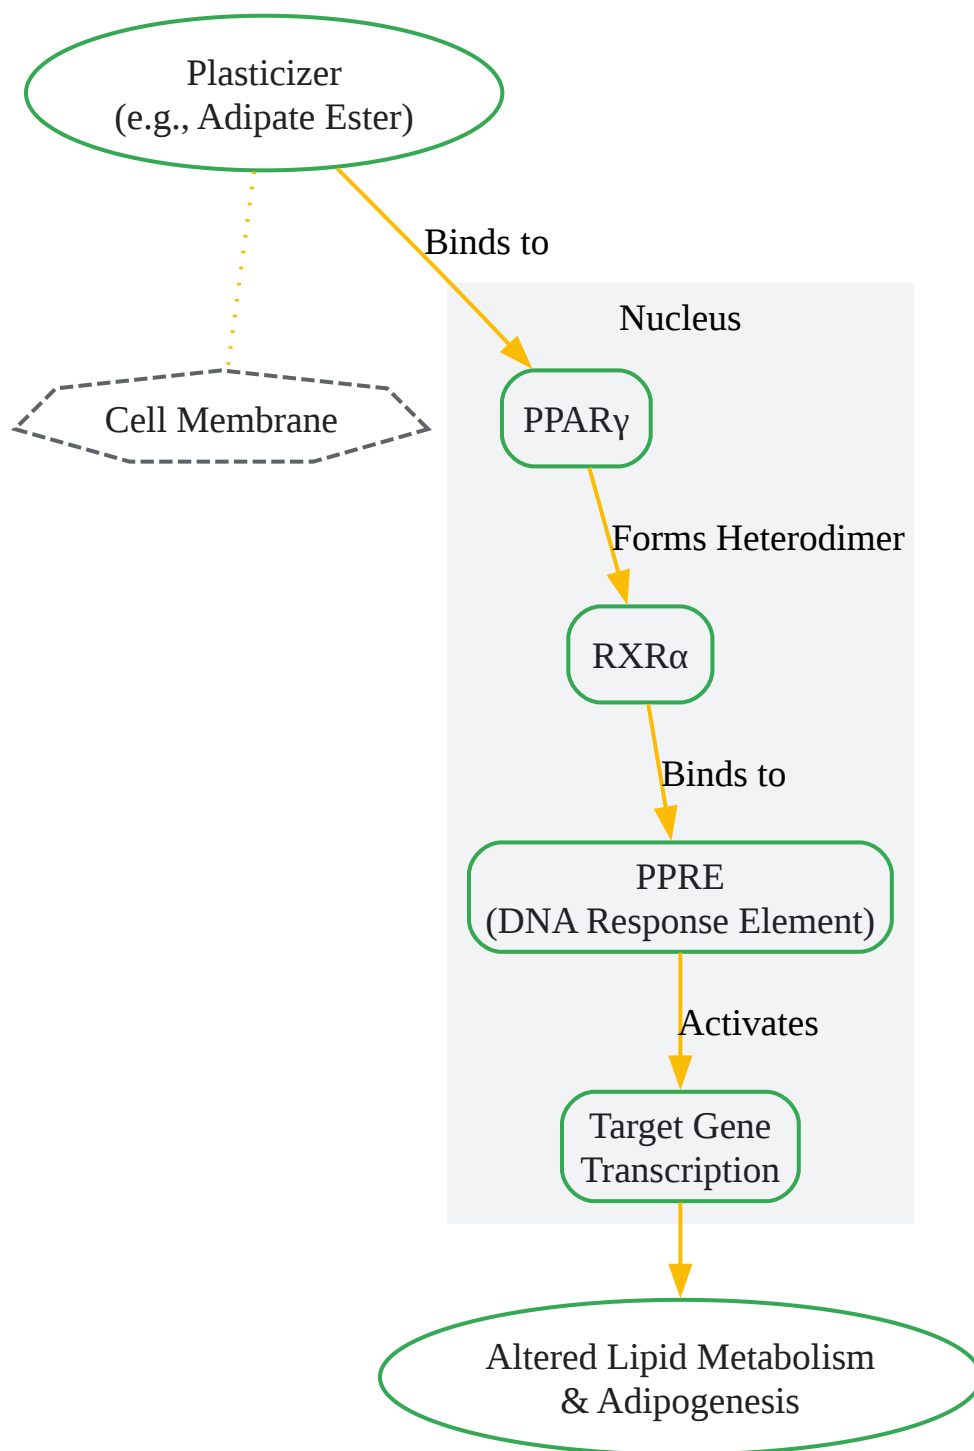 Plasticizer
(e.g., Adipate Ester)
Binds to
Nucleus
Cell Membrane
PPARγ
Forms Heterodimer
RXRα
Binds to
PPRE
(DNA Response Element)
Activates
Target Gene
Transcription
Altered Lipid Metabolism
& Adipogenesis